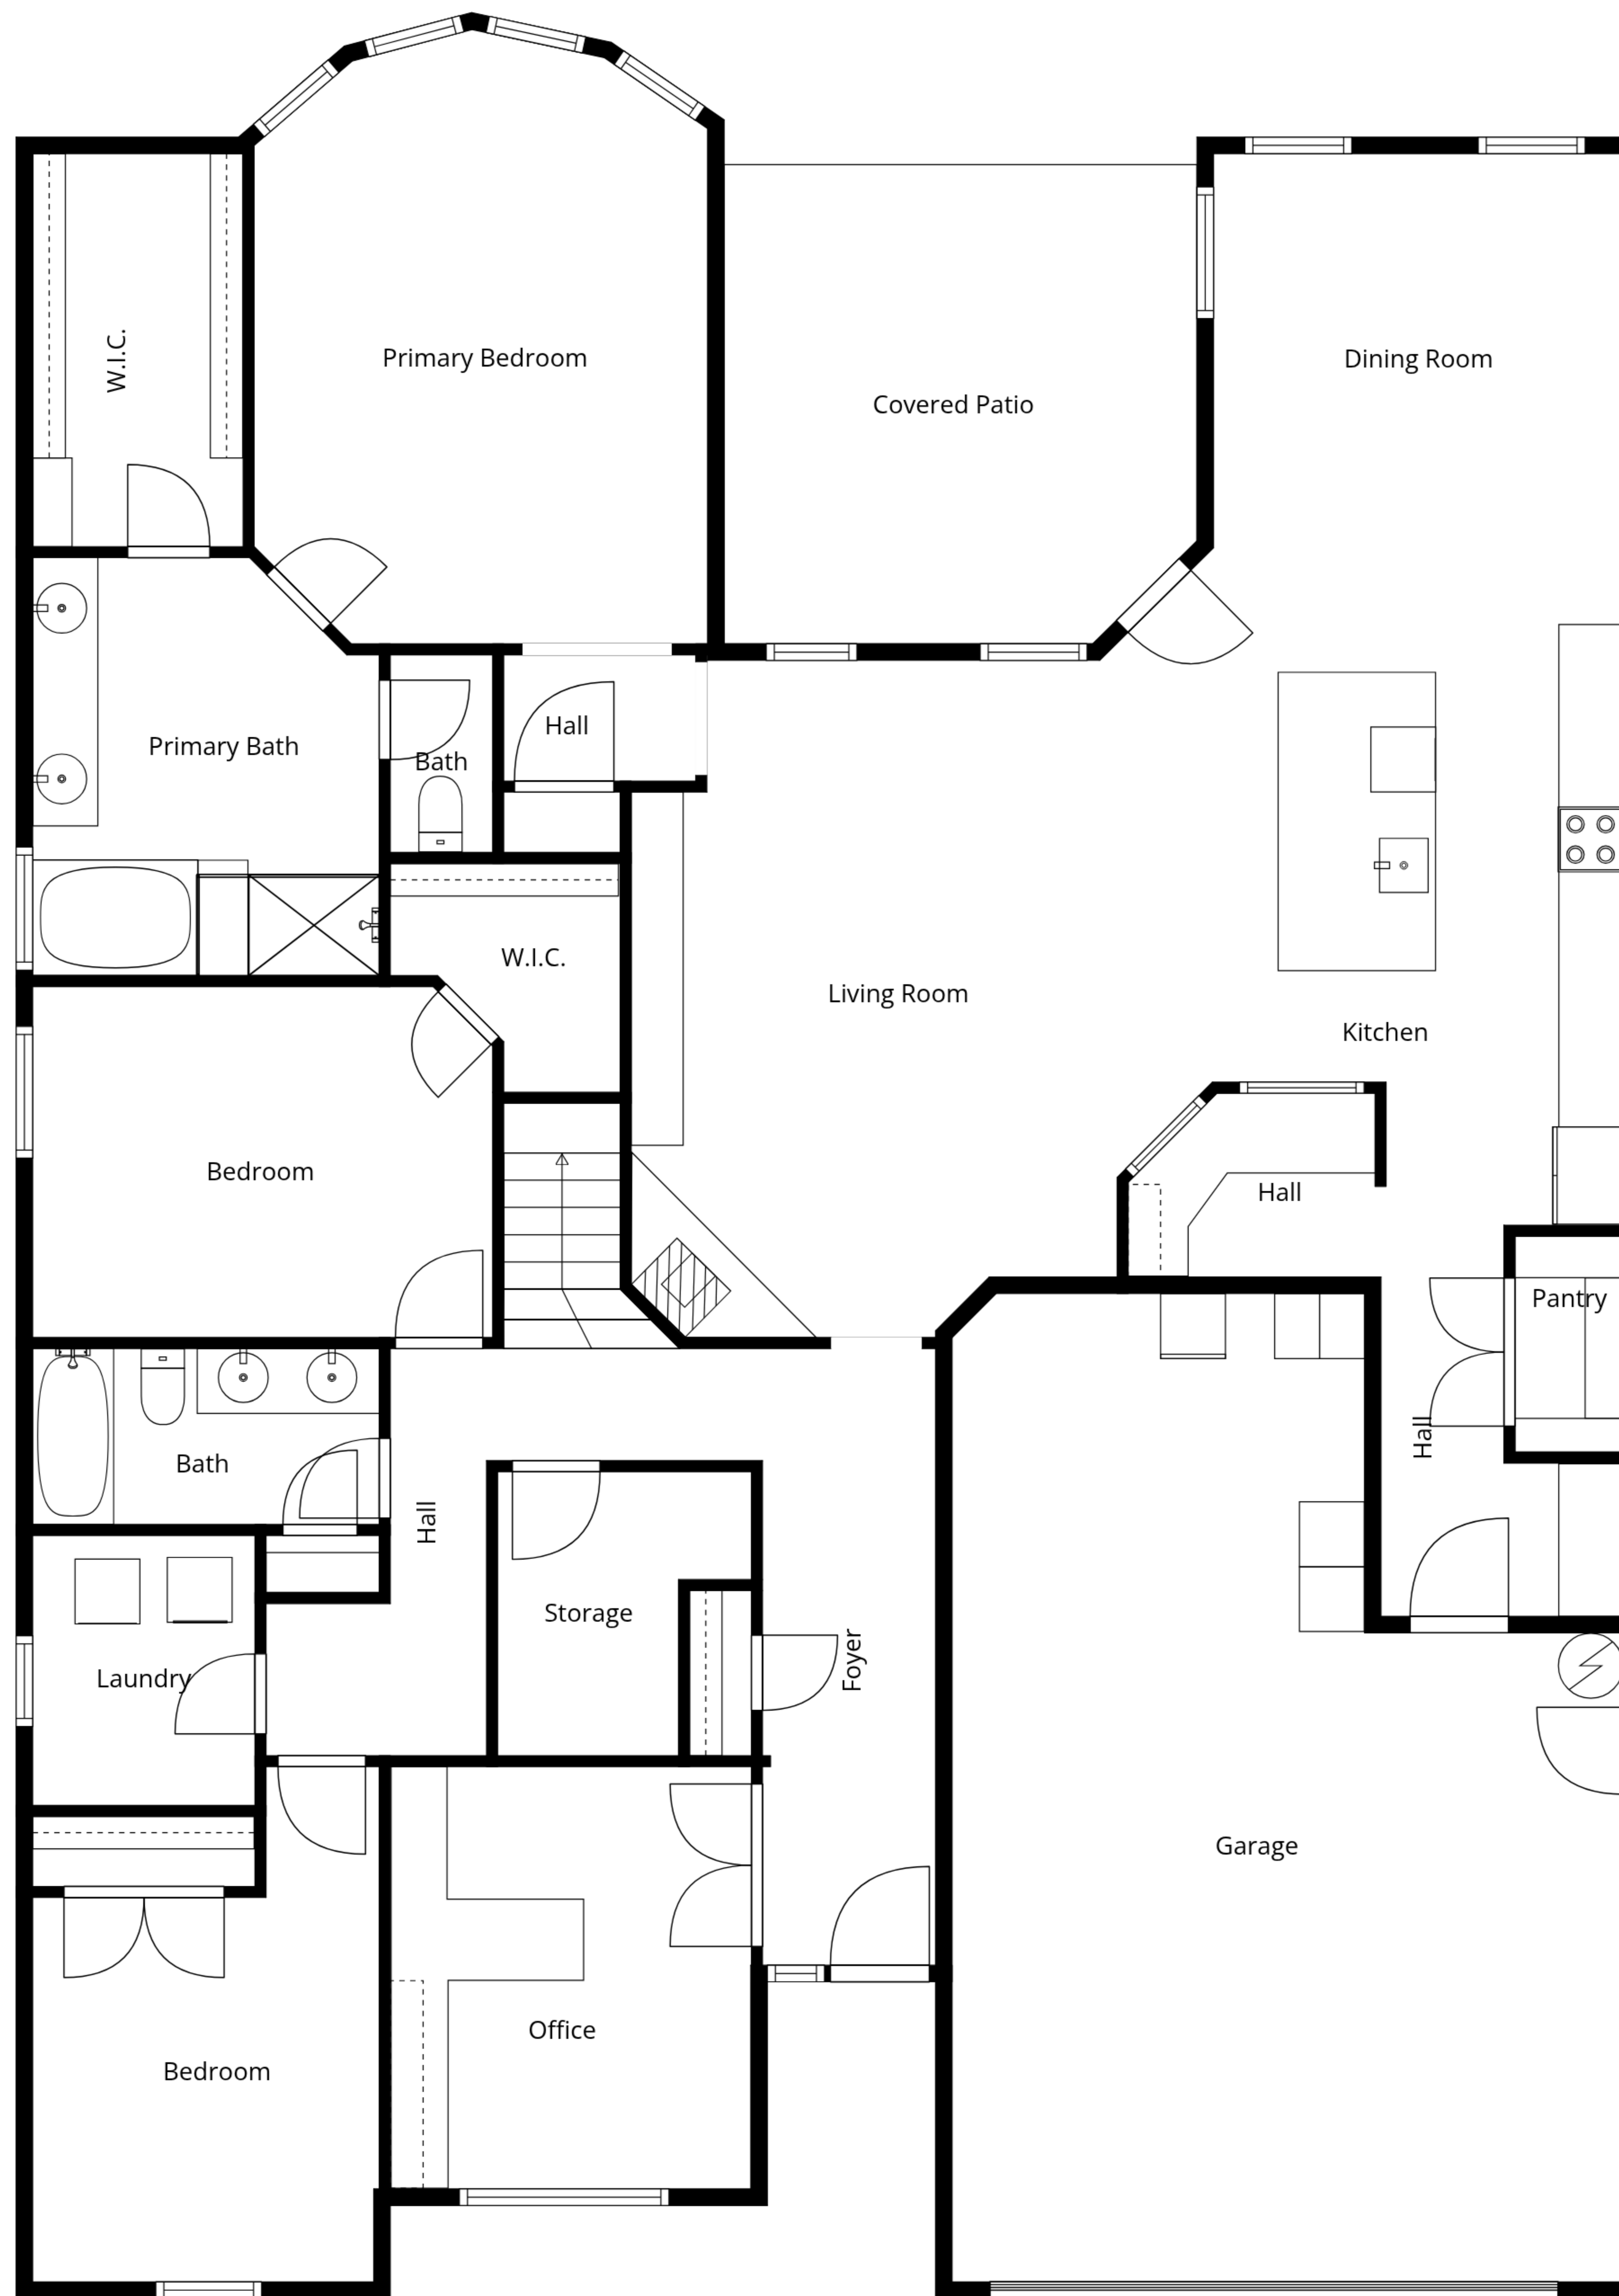 W.I.C.
Primary Bedroom
Dining Room
Covered Patio
Hall
Primary Bath
Bath
W.I.C.
Living Room
Kitchen
Bedroom
Hall
Pantry
Hall
Bath
Hall
Storage
Foyer
Laundry
Garage
Office
Bedroom